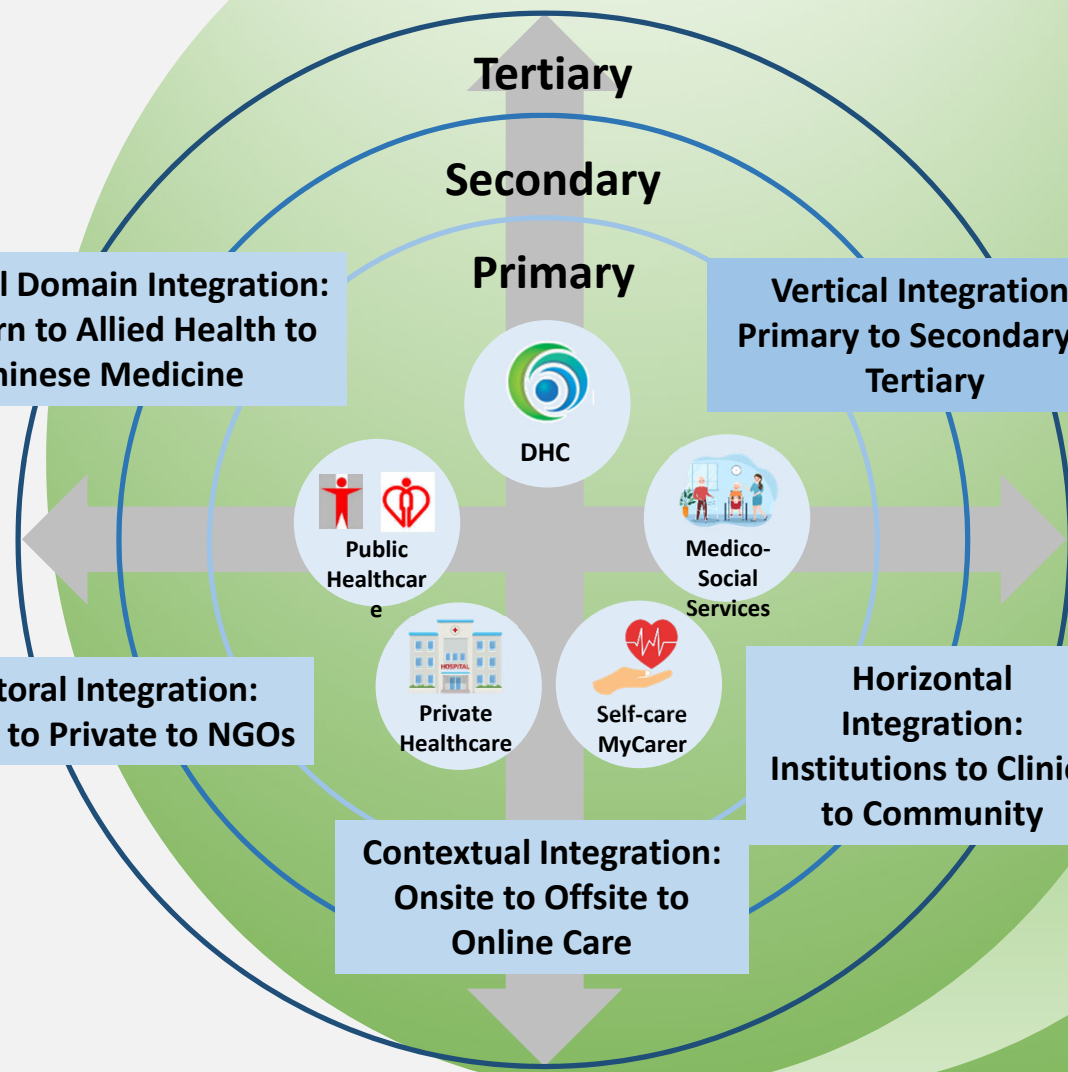 Tertiary
Secondary
Primary
l Domain Integration:
rn to Allied Health to
hinese Medicine
Vertical Integration
Primary to Secondary
Tertiary
DHC
Public
Healthcar
e
Medico-
Social
Services
HOSPITAL
Private
Healthcare
Self-care
MyCarer
toral Integration:
to Private to NGOs
Horizontal
Integration:
Institutions to Clini
to Community
Contextual Integration:
Onsite to Offsite to
Online Care